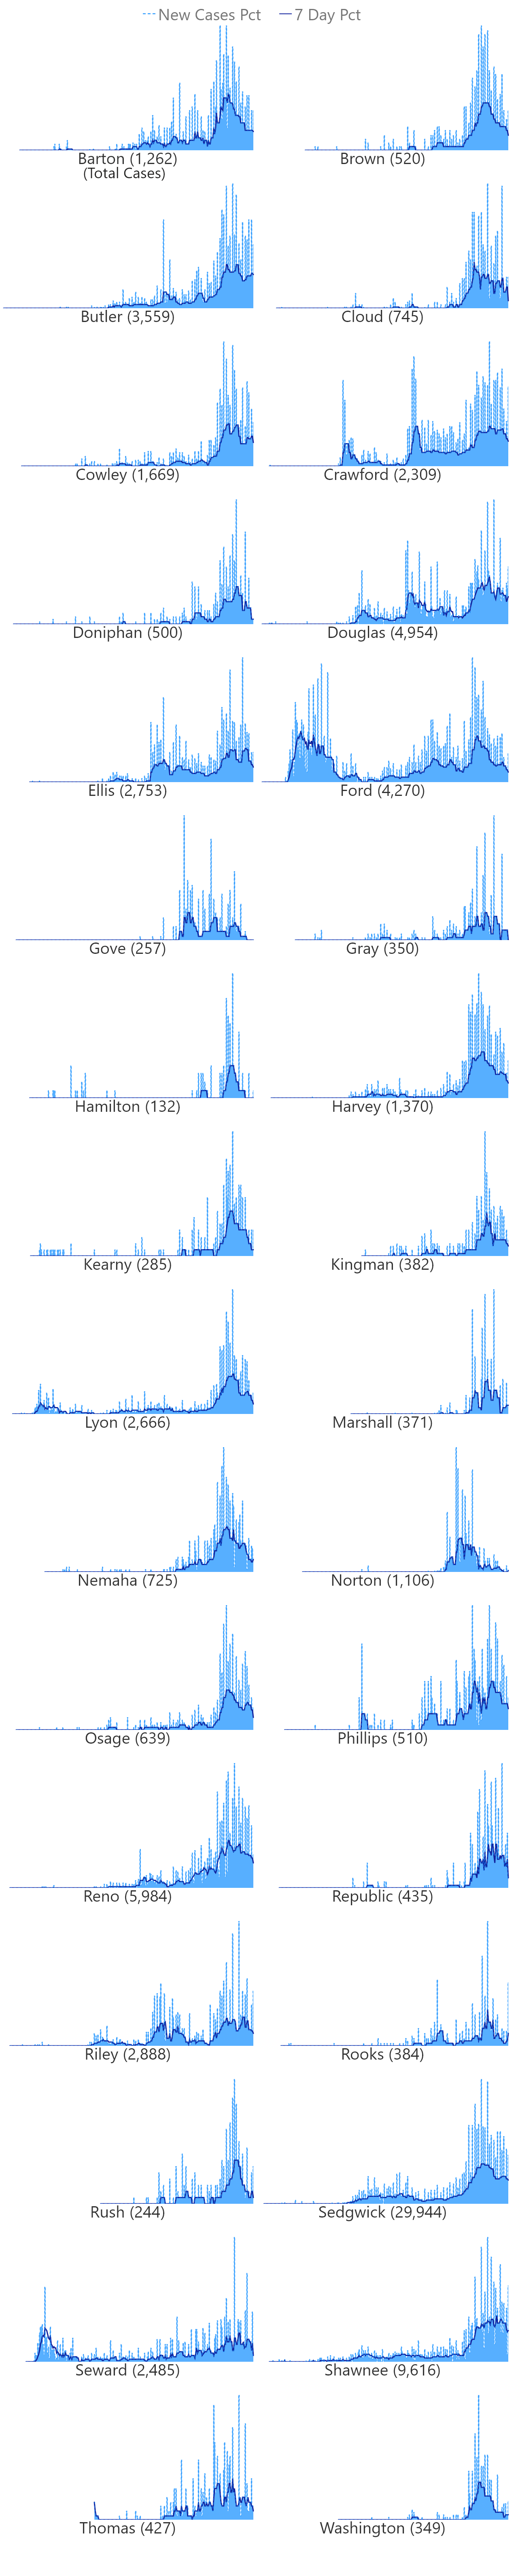 New Cases Pct 7 Day Pct
Barton (1,262) Brown (520)
(Total Cases)
Butler (3,559) Cloud (745)
Cowley (1,669) Crawford (2,309)
Doniphan (500) Douglas (4,954)
Ellis (2,753) Ford (4,270)
Gove (257) Gray (350)
Hamilton (132) Harvey (1,370)
Kearny (285) Kingman (382)
Lyon (2,666) Marshall (371)
Nemaha (725) Norton (1,106)
Osage (639) Phillips (510)
Reno (5,984) Republic (435)
Riley (2,888) Rooks (384)
Rush (244) Sedgwick (29,944)
Seward (2,485) Shawnee (9,616)
Thomas (427) Washington (349)